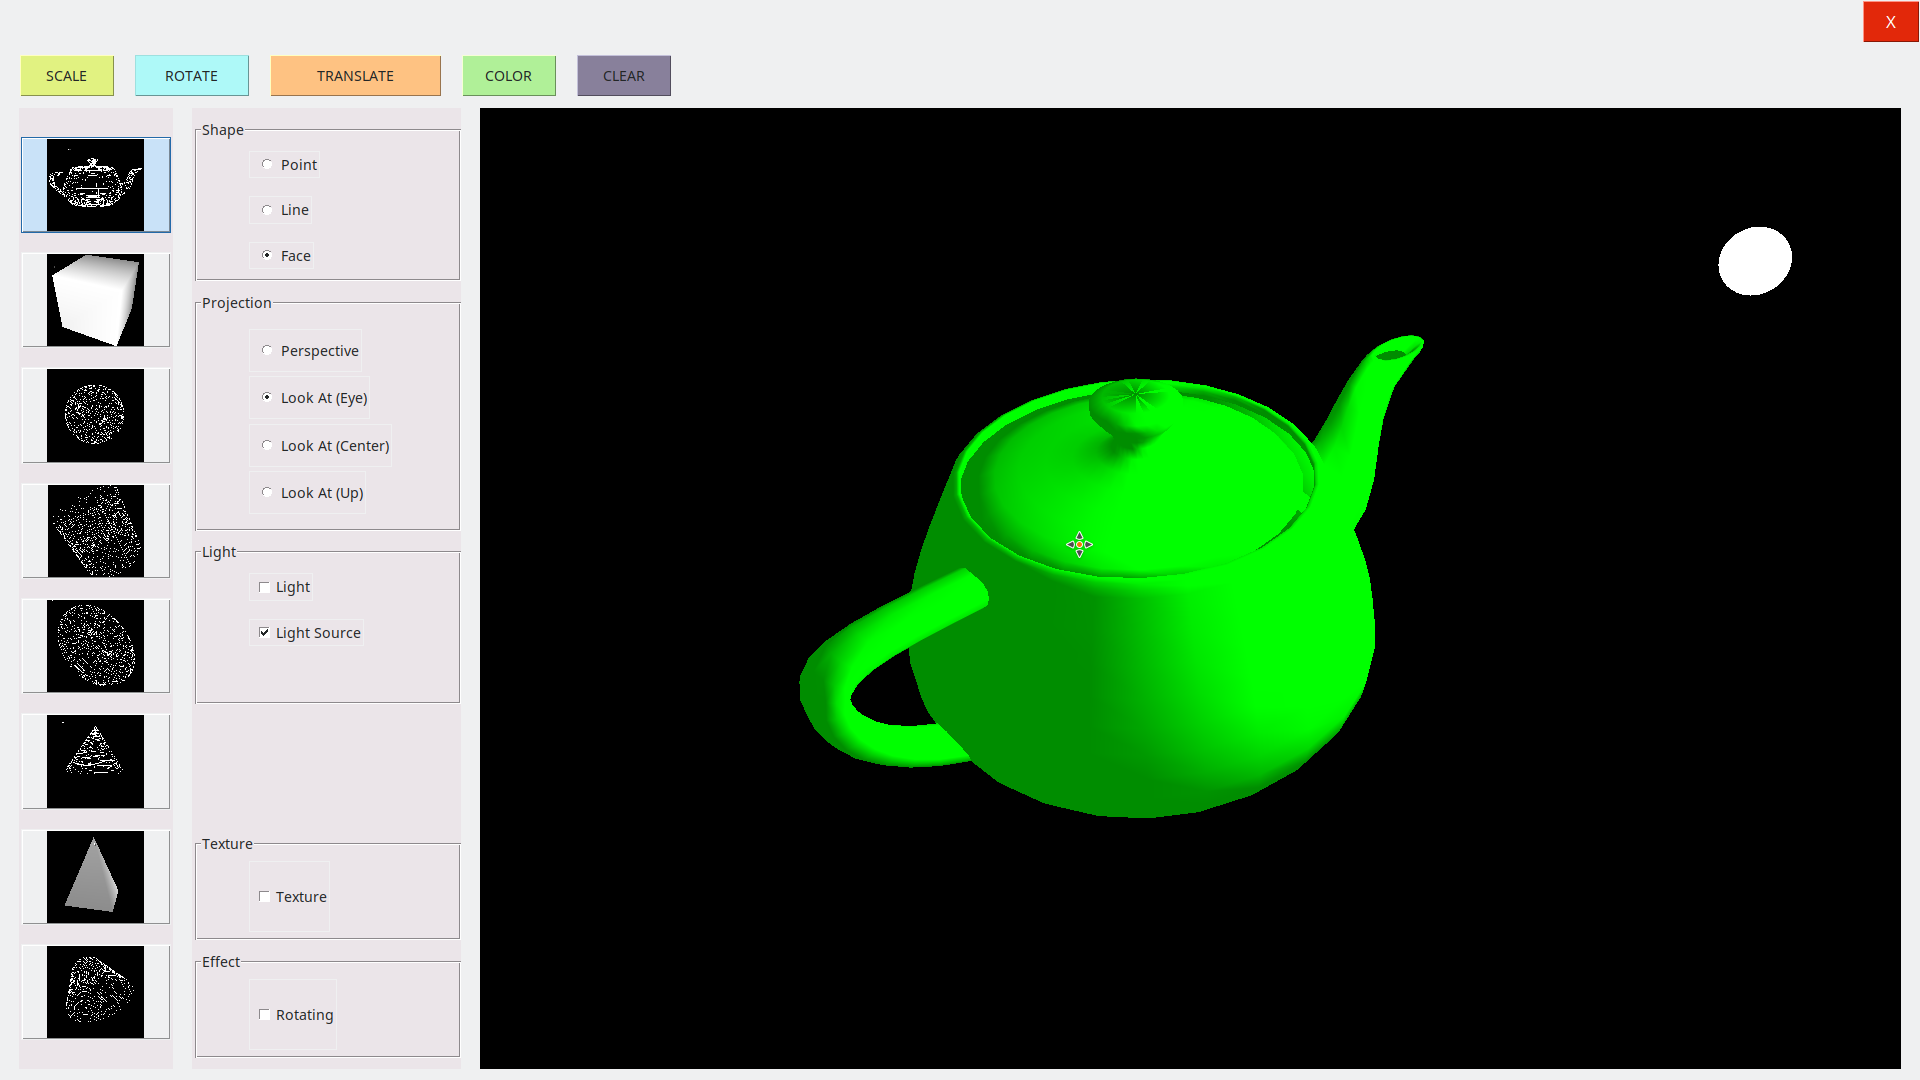 X
SCALE ROTATE TRANSLATE COLOR CLEAR
Shape
Point
Line
Face
Projection
Perspective
Look At (Eye)
Look At (Center)
Look At (Up)
Light
Light
Light Source
Texture
Texture
Effect
Rotating